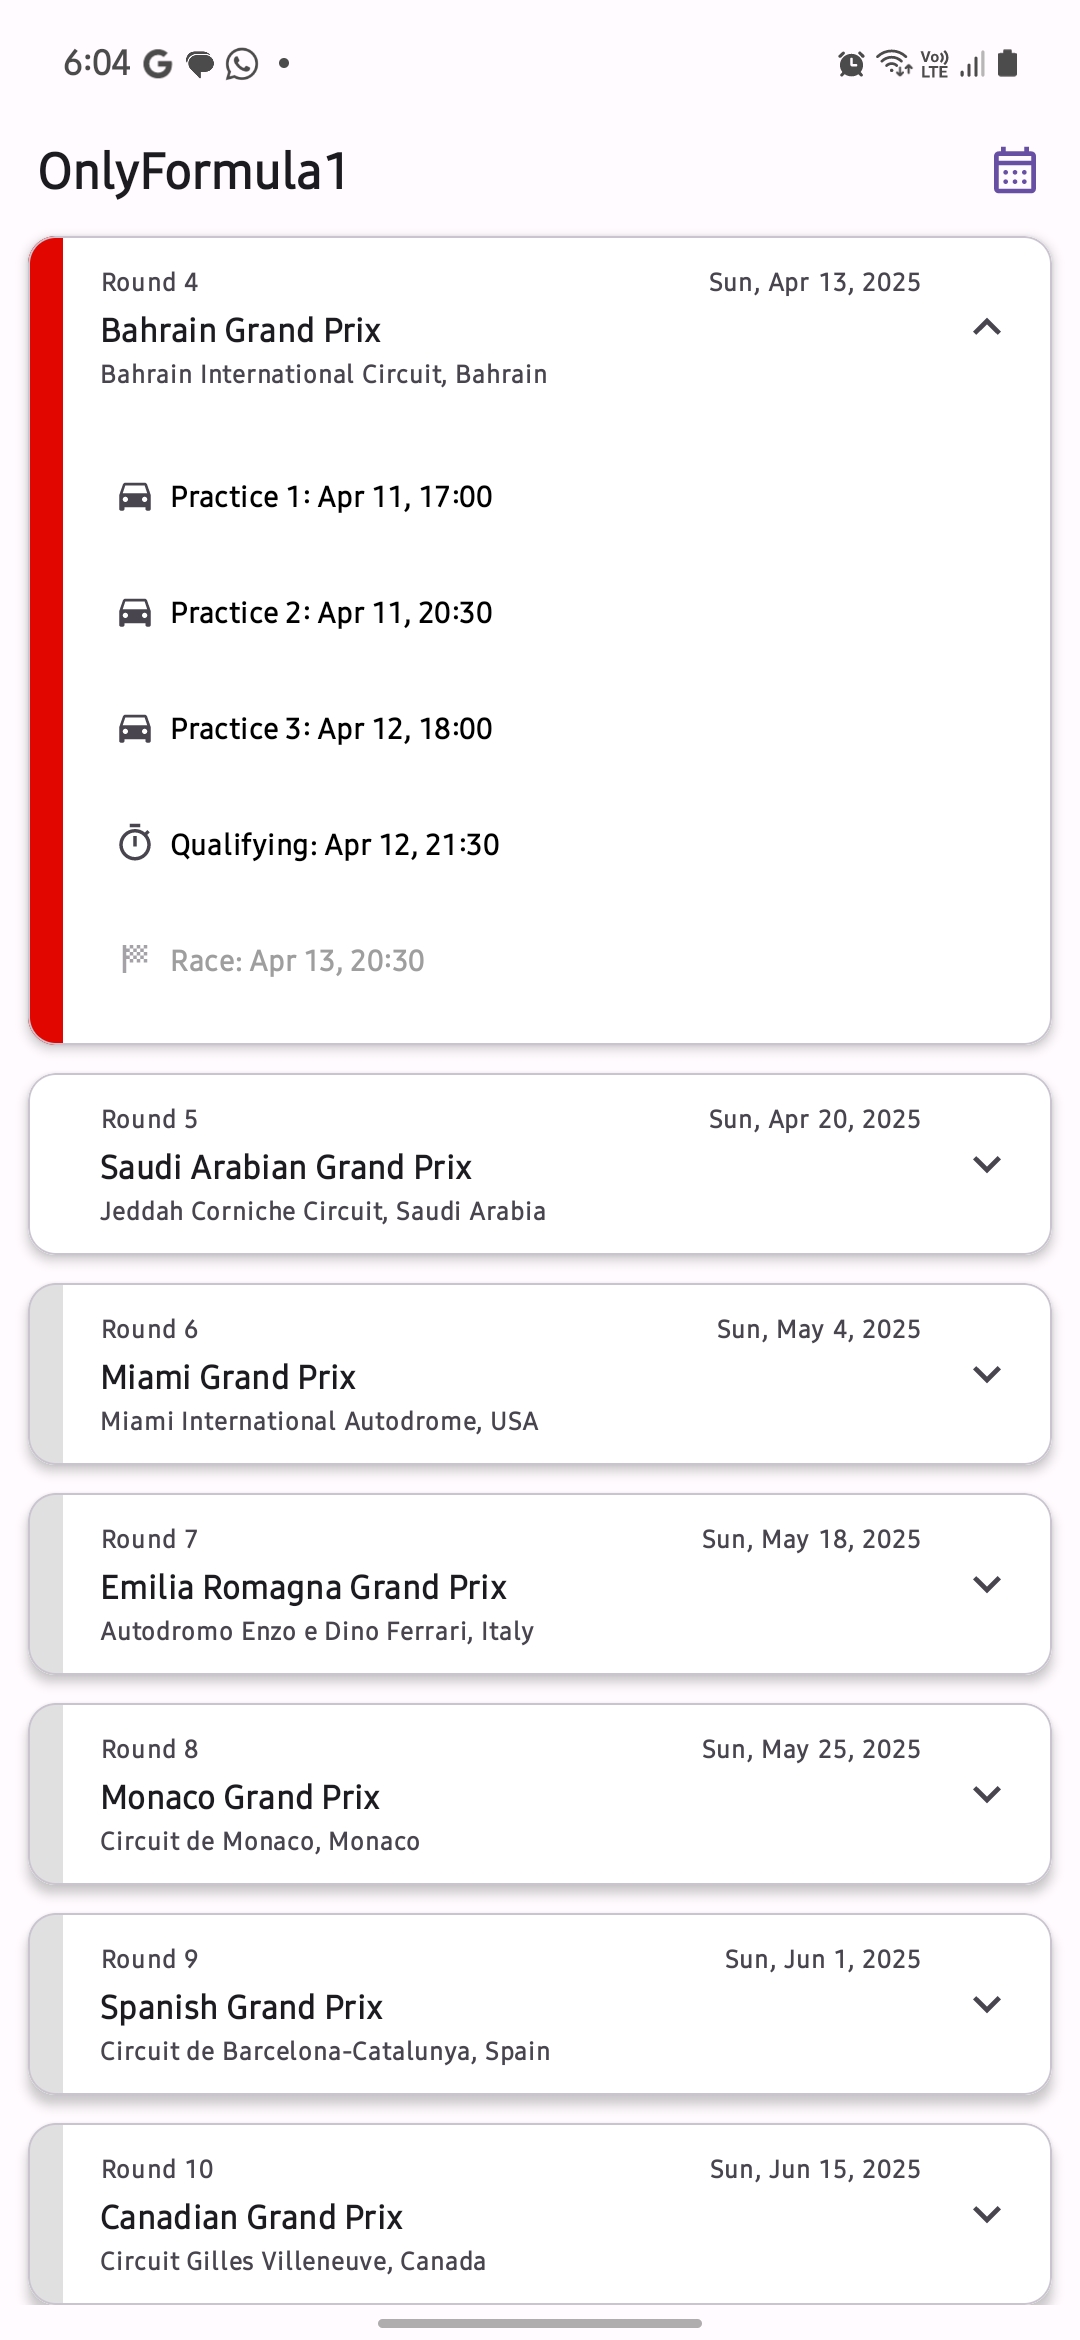 6:04
Vo))
LTE
OnlyFormula1
Round 4
Sun, Apr 13, 2025
Bahrain Grand Prix
Bahrain International Circuit, Bahrain
Practice 1: Apr 11, 17:00
Practice 2: Apr 11, 20:30
Practice 3: Apr 12, 18:00
Qualifying: Apr 12, 21:30
Race: Apr 13, 20:30
Round 5
Sun, Apr 20, 2025
Saudi Arabian Grand Prix
Jeddah Corniche Circuit, Saudi Arabia
Round 6
Sun, May 4, 2025
Miami Grand Prix
Miami International Autodrome, USA
Round 7
Sun, May 18, 2025
Emilia Romagna Grand Prix
Autodromo Enzo e Dino Ferrari, Italy
Round 8
Sun, May 25, 2025
Monaco Grand Prix
Circuit de Monaco, Monaco
Round 9
Sun, Jun 1, 2025
Spanish Grand Prix
Circuit de Barcelona-Catalunya, Spain
Round 10
Sun, Jun 15, 2025
Canadian Grand Prix
Circuit Gilles Villeneuve, Canada